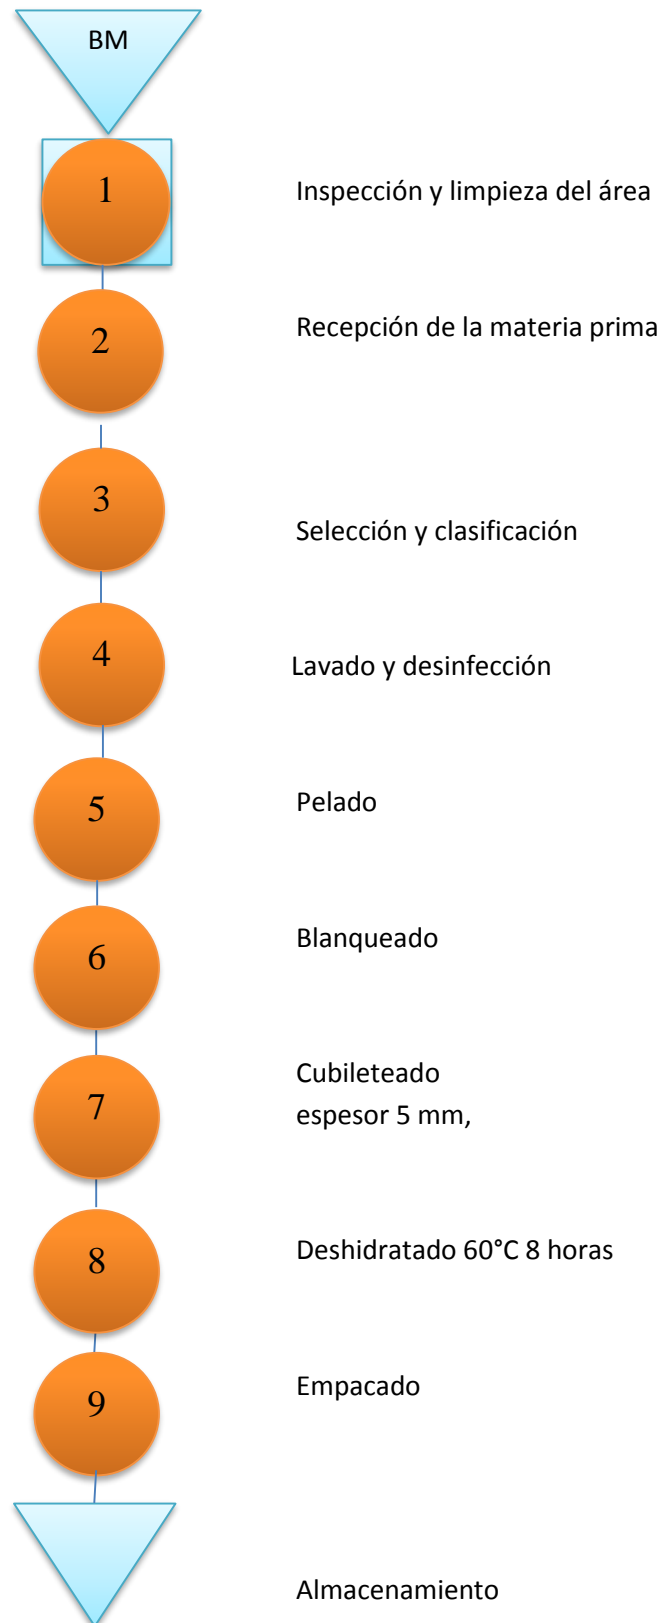 BM
1
Inspección y limpieza del área
2
Recepción de la materia prima
3
Selección y clasificación
4
Lavado y desinfección
5
Pelado
6
Blanqueado
7
Cubileteado
espesor 5 mm,
8
Deshidratado 60°C 8 horas
9
Empacado
Almacenamiento